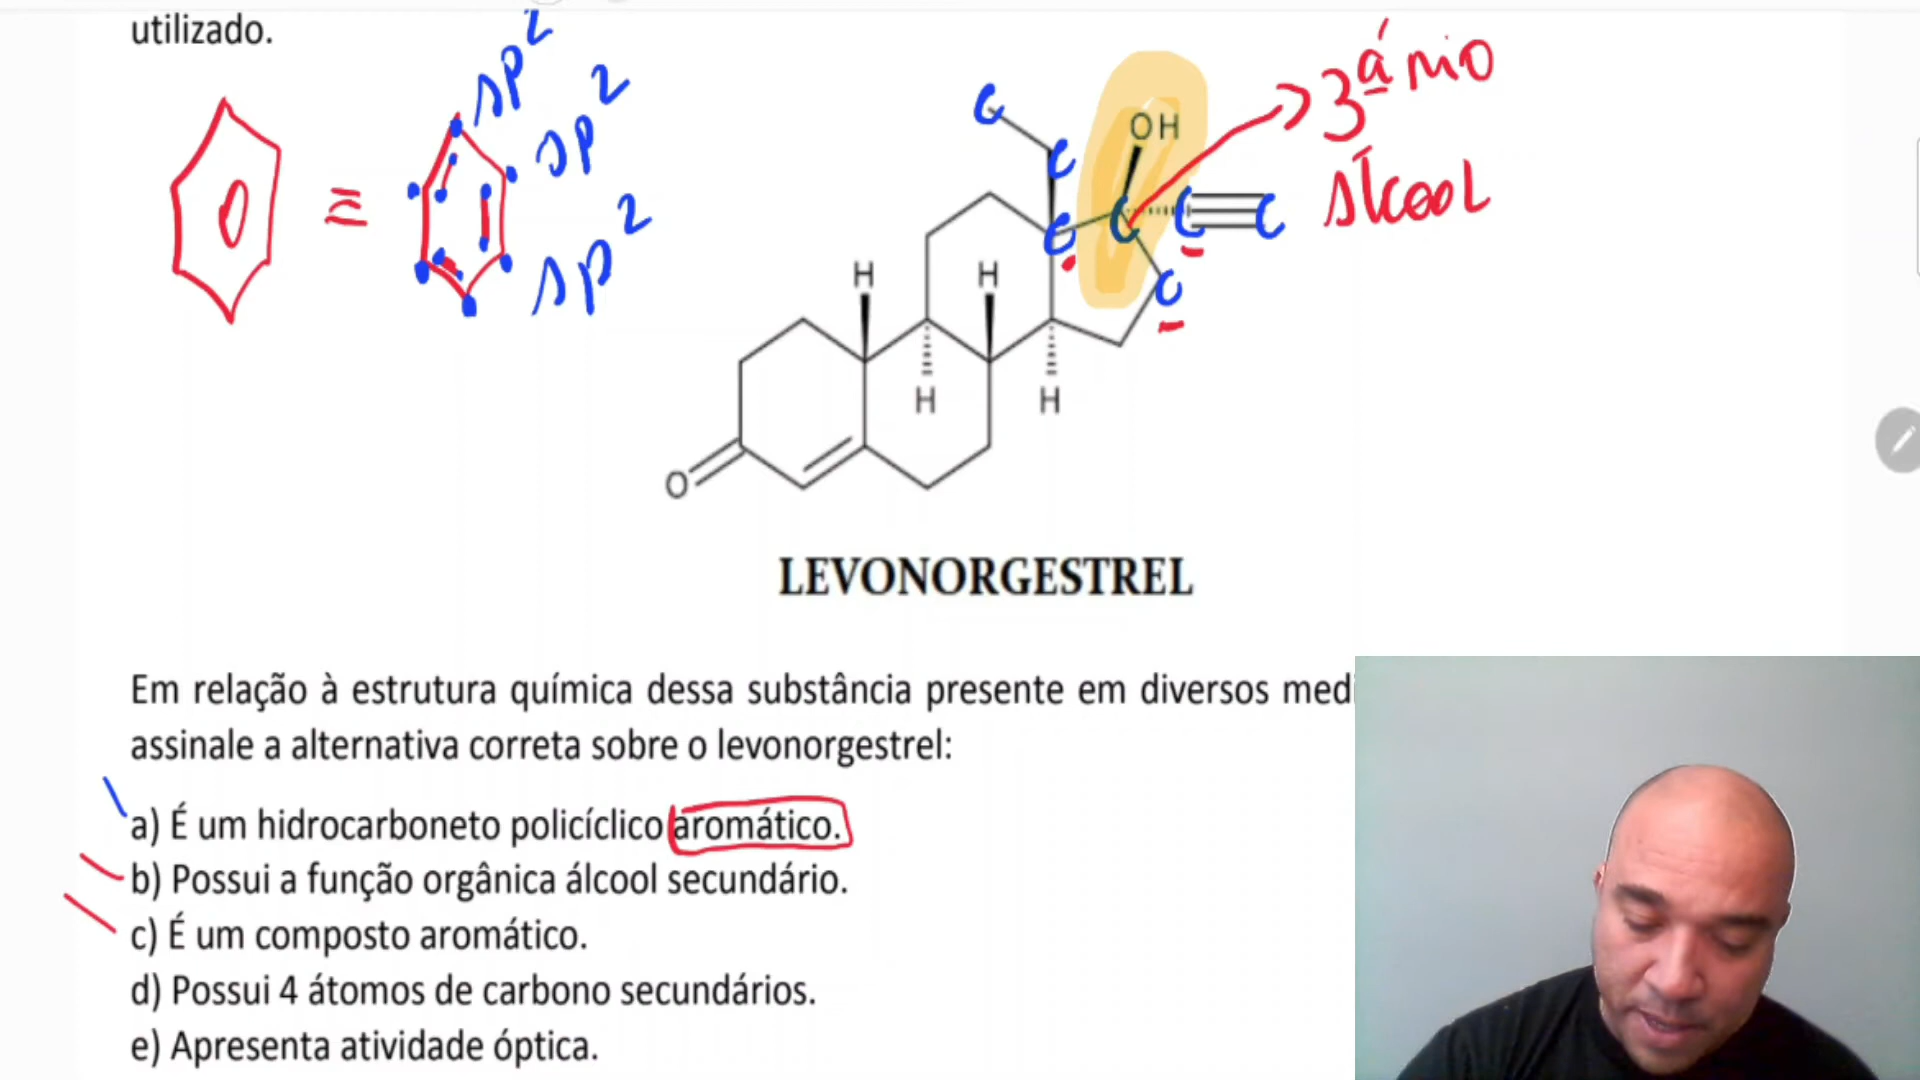 utilizado.
sp2
sp2
sp2
≡
C
C
C
C
C
C
C
OH
3ário
Álcool
H
H
H
H
O
LEVONORGESTREL
Em relação à estrutura química dessa substância presente em diversos medi
assinale a alternativa correta sobre o levonorgestrel:
a) É um hidrocarboneto policíclico aromático.
b) Possui a função orgânica álcool secundário.
c) É um composto aromático.
d) Possui 4 átomos de carbono secundários.
e) Apresenta atividade óptica.